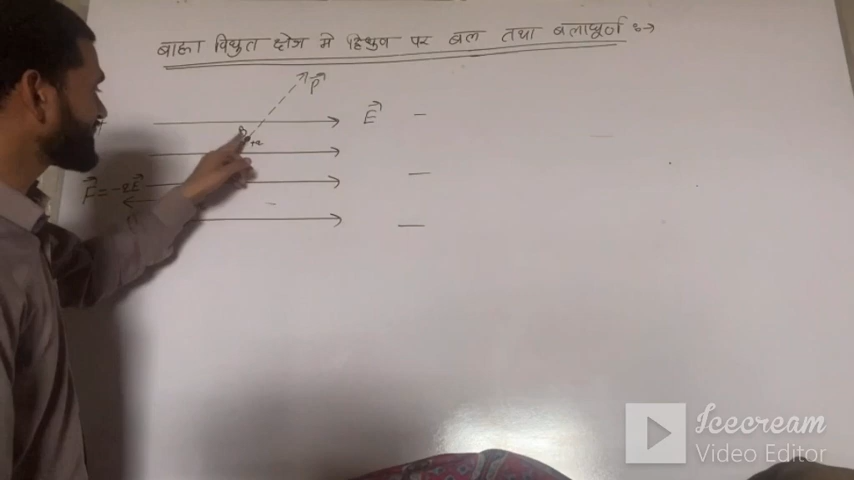 बाह्य विधुत क्षेत्र मे द्विध्रुव पर बल तथा बलाघूर्ण :→
P⃗
E⃗
+q
F⃗ = -qE⃗
Icecream
Video Editor